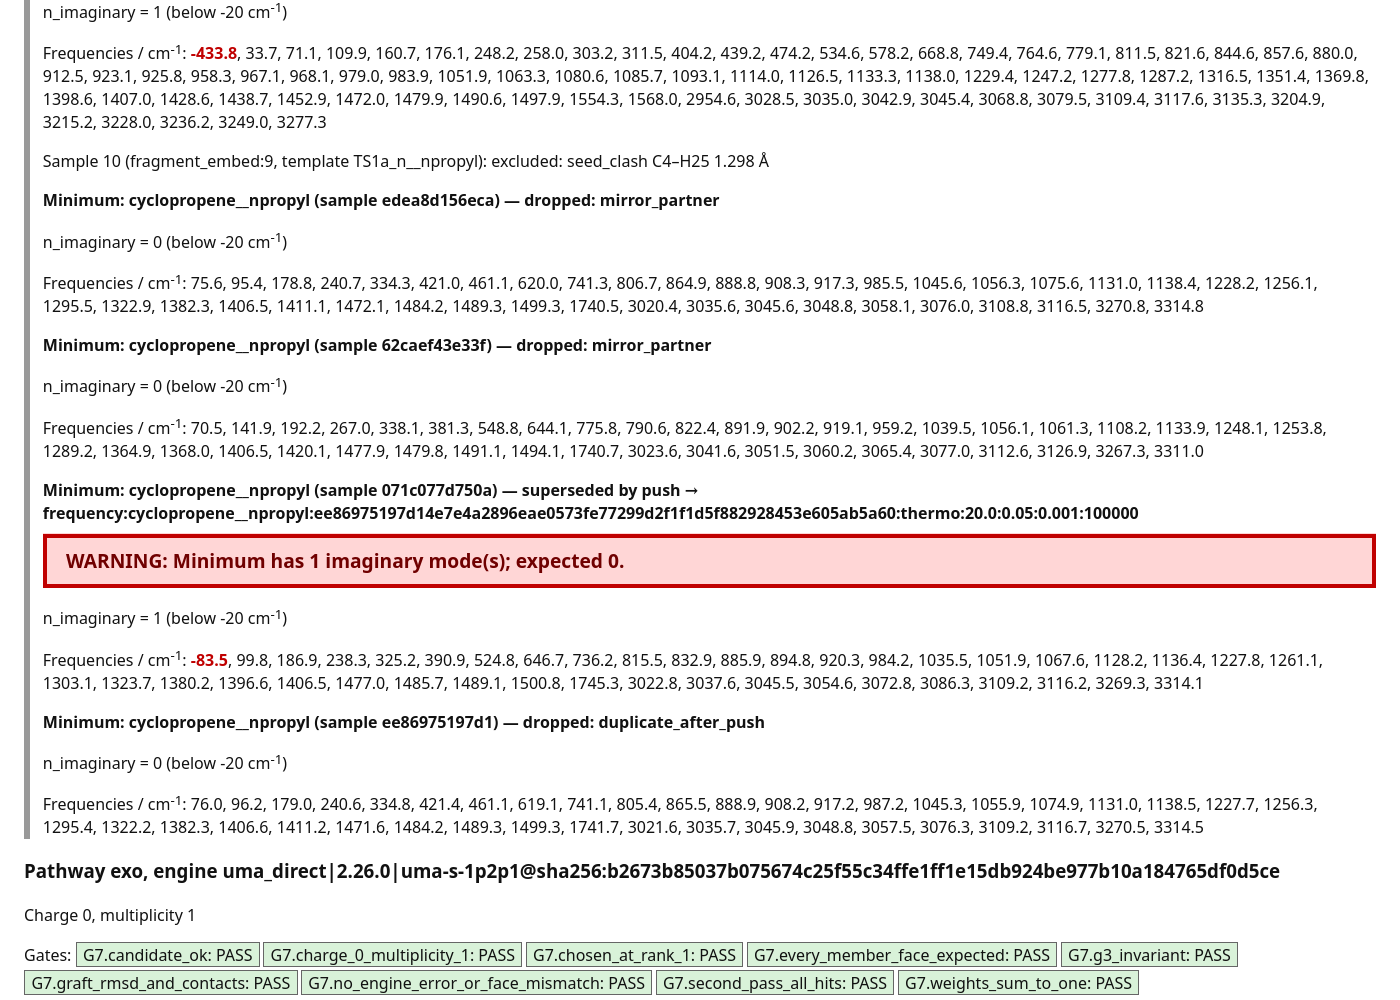 n_imaginary = 1 (below -20 cm-1)
Frequencies / cm-1: -433.8, 33.7, 71.1, 109.9, 160.7, 176.1, 248.2, 258.0, 303.2, 311.5, 404.2, 439.2, 474.2, 534.6, 578.2, 668.8, 749.4, 764.6, 779.1, 811.5, 821.6, 844.6, 857.6, 880.0,
912.5, 923.1, 925.8, 958.3, 967.1, 968.1, 979.0, 983.9, 1051.9, 1063.3, 1080.6, 1085.7, 1093.1, 1114.0, 1126.5, 1133.3, 1138.0, 1229.4, 1247.2, 1277.8, 1287.2, 1316.5, 1351.4, 1369.8,
1398.6, 1407.0, 1428.6, 1438.7, 1452.9, 1472.0, 1479.9, 1490.6, 1497.9, 1554.3, 1568.0, 2954.6, 3028.5, 3035.0, 3042.9, 3045.4, 3068.8, 3079.5, 3109.4, 3117.6, 3135.3, 3204.9,
3215.2, 3228.0, 3236.2, 3249.0, 3277.3
Sample 10 (fragment_embed:9, template TS1a_n__npropyl): excluded: seed_clash C4–H25 1.298 Å
Minimum: cyclopropene__npropyl (sample edea8d156eca) — dropped: mirror_partner
n_imaginary = 0 (below -20 cm-1)
Frequencies / cm-1: 75.6, 95.4, 178.8, 240.7, 334.3, 421.0, 461.1, 620.0, 741.3, 806.7, 864.9, 888.8, 908.3, 917.3, 985.5, 1045.6, 1056.3, 1075.6, 1131.0, 1138.4, 1228.2, 1256.1,
1295.5, 1322.9, 1382.3, 1406.5, 1411.1, 1472.1, 1484.2, 1489.3, 1499.3, 1740.5, 3020.4, 3035.6, 3045.6, 3048.8, 3058.1, 3076.0, 3108.8, 3116.5, 3270.8, 3314.8
Minimum: cyclopropene__npropyl (sample 62caef43e33f) — dropped: mirror_partner
n_imaginary = 0 (below -20 cm-1)
Frequencies / cm-1: 70.5, 141.9, 192.2, 267.0, 338.1, 381.3, 548.8, 644.1, 775.8, 790.6, 822.4, 891.9, 902.2, 919.1, 959.2, 1039.5, 1056.1, 1061.3, 1108.2, 1133.9, 1248.1, 1253.8,
1289.2, 1364.9, 1368.0, 1406.5, 1420.1, 1477.9, 1479.8, 1491.1, 1494.1, 1740.7, 3023.6, 3041.6, 3051.5, 3060.2, 3065.4, 3077.0, 3112.6, 3126.9, 3267.3, 3311.0
Minimum: cyclopropene__npropyl (sample 071c077d750a) — superseded by push →
frequency:cyclopropene__npropyl:ee86975197d14e7e4a2896eae0573fe77299d2f1f1d5f882928453e605ab5a60:thermo:20.0:0.05:0.001:100000
WARNING: Minimum has 1 imaginary mode(s); expected 0.
n_imaginary = 1 (below -20 cm-1)
Frequencies / cm-1: -83.5, 99.8, 186.9, 238.3, 325.2, 390.9, 524.8, 646.7, 736.2, 815.5, 832.9, 885.9, 894.8, 920.3, 984.2, 1035.5, 1051.9, 1067.6, 1128.2, 1136.4, 1227.8, 1261.1,
1303.1, 1323.7, 1380.2, 1396.6, 1406.5, 1477.0, 1485.7, 1489.1, 1500.8, 1745.3, 3022.8, 3037.6, 3045.5, 3054.6, 3072.8, 3086.3, 3109.2, 3116.2, 3269.3, 3314.1
Minimum: cyclopropene__npropyl (sample ee86975197d1) — dropped: duplicate_after_push
n_imaginary = 0 (below -20 cm-1)
Frequencies / cm-1: 76.0, 96.2, 179.0, 240.6, 334.8, 421.4, 461.1, 619.1, 741.1, 805.4, 865.5, 888.9, 908.2, 917.2, 987.2, 1045.3, 1055.9, 1074.9, 1131.0, 1138.5, 1227.7, 1256.3,
1295.4, 1322.2, 1382.3, 1406.6, 1411.2, 1471.6, 1484.2, 1489.3, 1499.3, 1741.7, 3021.6, 3035.7, 3045.9, 3048.8, 3057.5, 3076.3, 3109.2, 3116.7, 3270.5, 3314.5
Pathway exo, engine uma_direct|2.26.0|uma-s-1p2p1@sha256:b2673b85037b075674c25f55c34ffe1ff1e15db924be977b10a184765df0d5ce
Charge 0, multiplicity 1
Gates: G7.candidate_ok: PASS G7.charge_0_multiplicity_1: PASS G7.chosen_at_rank_1: PASS G7.every_member_face_expected: PASS G7.g3_invariant: PASS
G7.graft_rmsd_and_contacts: PASS G7.no_engine_error_or_face_mismatch: PASS G7.second_pass_all_hits: PASS G7.weights_sum_to_one: PASS